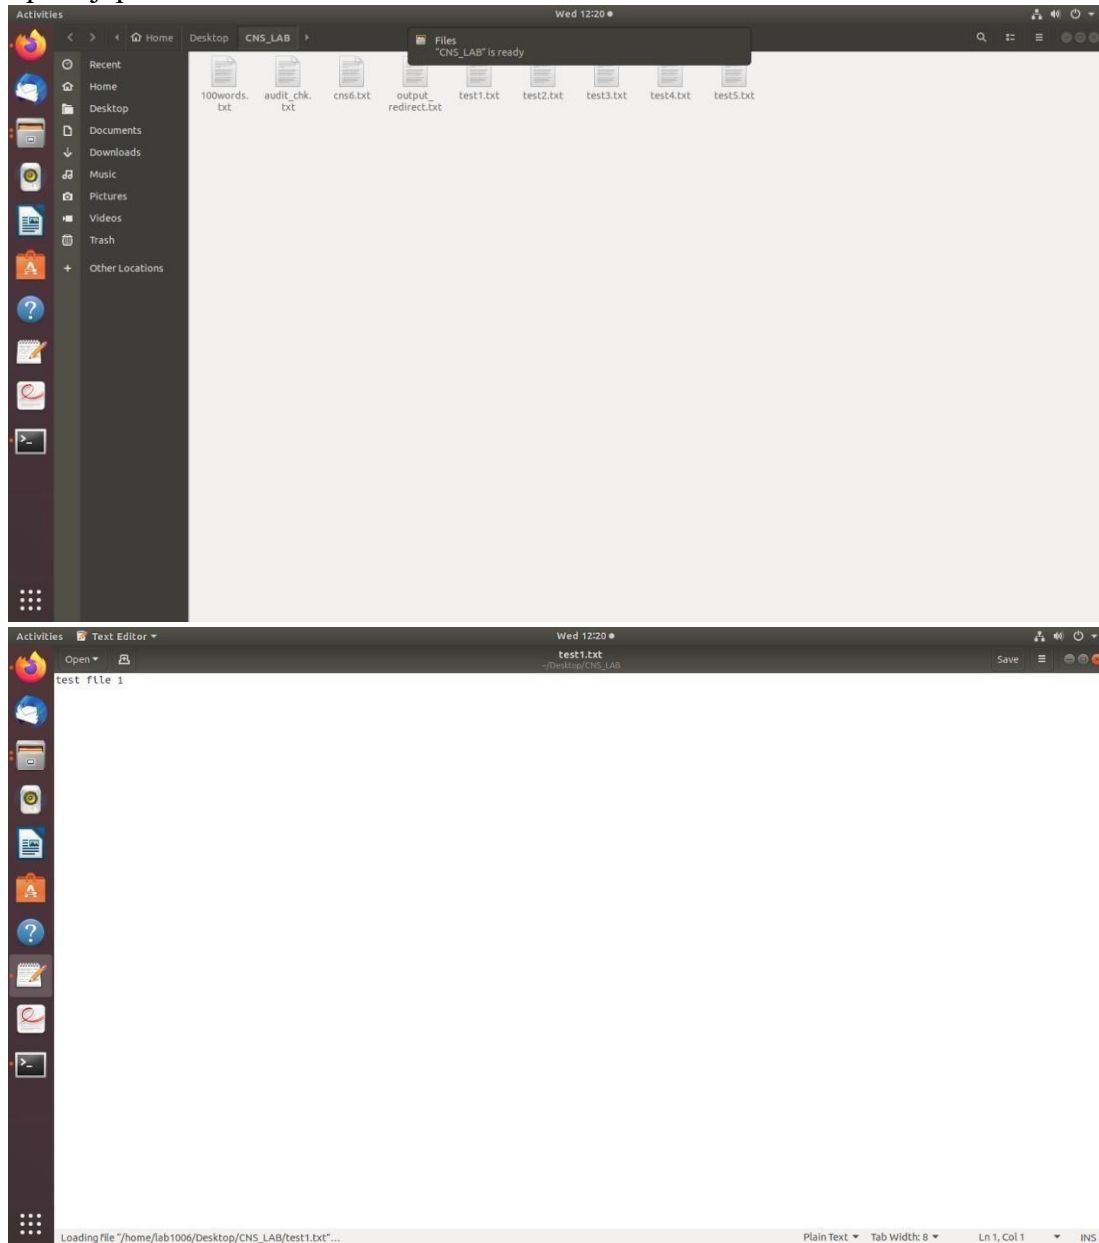 Activities Wed 12:20
Home Desktop CNS_LAB
Files
"CNS_LAB" is ready
Recent
Home
Desktop
Documents
Downloads
Music
Pictures
Videos
Trash
+ Other Locations
100words.txt audit_chk.txt cns6.txt output_redirect.txt test1.txt test2.txt test3.txt test4.txt test5.txt
Activities Text Editor Wed 12:20
Open test1.txt Save
~/Desktop/CNS_LAB
test file 1
Loading file "/home/lab1006/Desktop/CNS_LAB/test1.txt"... Plain Text Tab Width: 8 Ln 1, Col 1 INS